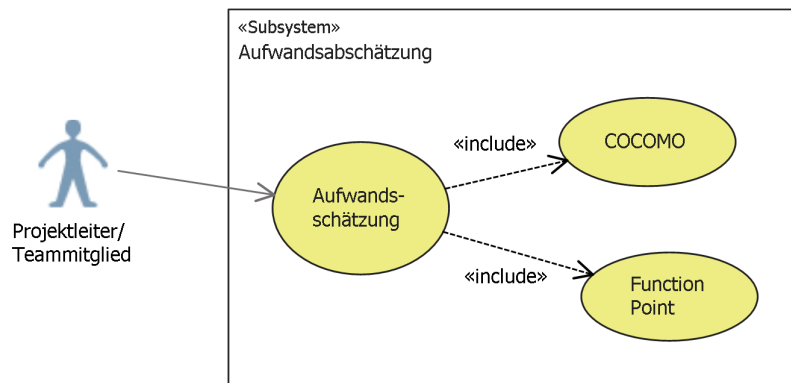 «Subsystem»
Aufwandsabschätzung
«include»
COCOMO
Aufwands-
schätzung
Projektleiter/
Teammitglied
«include»
Function
Point